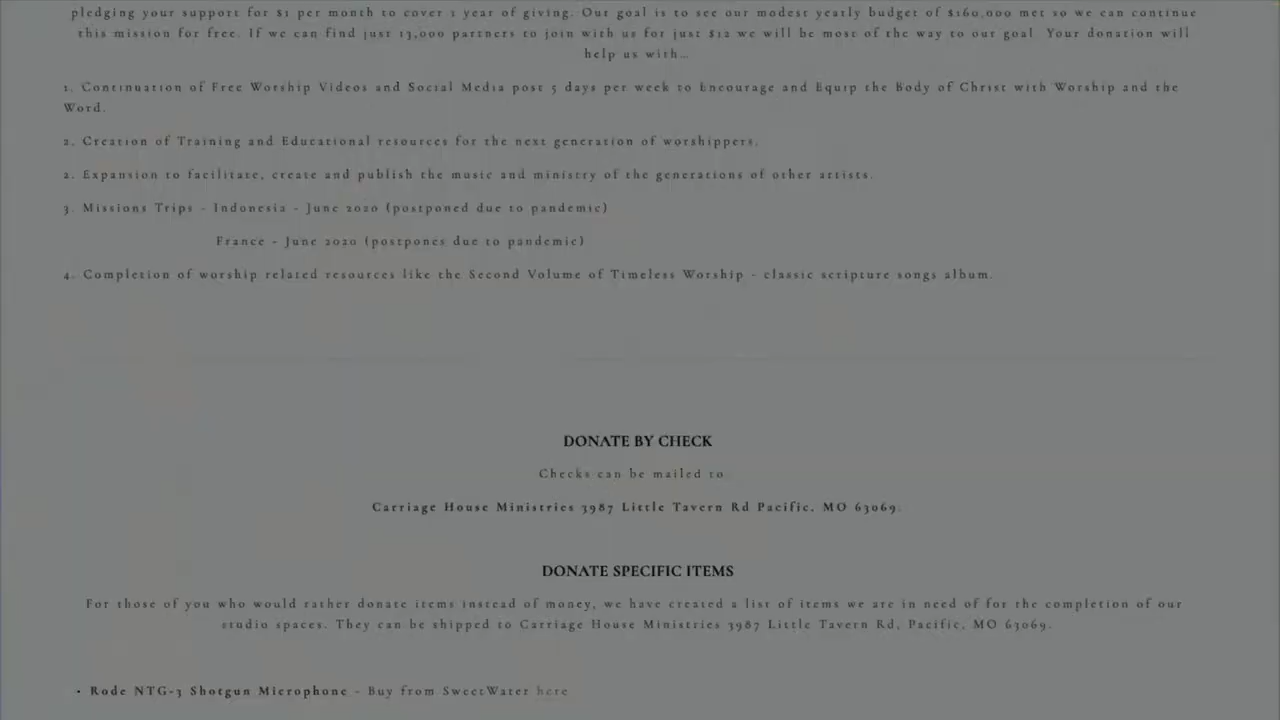 pledging your support for $1 per month to cover 1 year of giving. Our goal is to see our modest yearly budget of $160,000 met so we can continue
this mission for free. If we can find just 13,000 partners to join with us for just $12 we will be most of the way to our goal. Your donation will
help us with…
1. Continuation of Free Worship Videos and Social Media post 5 days per week to Encourage and Equip the Body of Christ with Worship and the
Word.
2. Creation of Training and Educational resources for the next generation of worshippers.
2. Expansion to facilitate, create and publish the music and ministry of the generations of other artists.
3. Missions Trips - Indonesia - June 2020 (postponed due to pandemic)
France - June 2020 (postpones due to pandemic)
4. Completion of worship related resources like the Second Volume of Timeless Worship - classic scripture songs album.
DONATE BY CHECK
Checks can be mailed to
Carriage House Ministries 3987 Little Tavern Rd Pacific, MO 63069.
DONATE SPECIFIC ITEMS
For those of you who would rather donate items instead of money, we have created a list of items we are in need of for the completion of our
studio spaces. They can be shipped to Carriage House Ministries 3987 Little Tavern Rd, Pacific, MO 63069.
• Rode NTG-3 Shotgun Microphone - Buy from SweetWater here